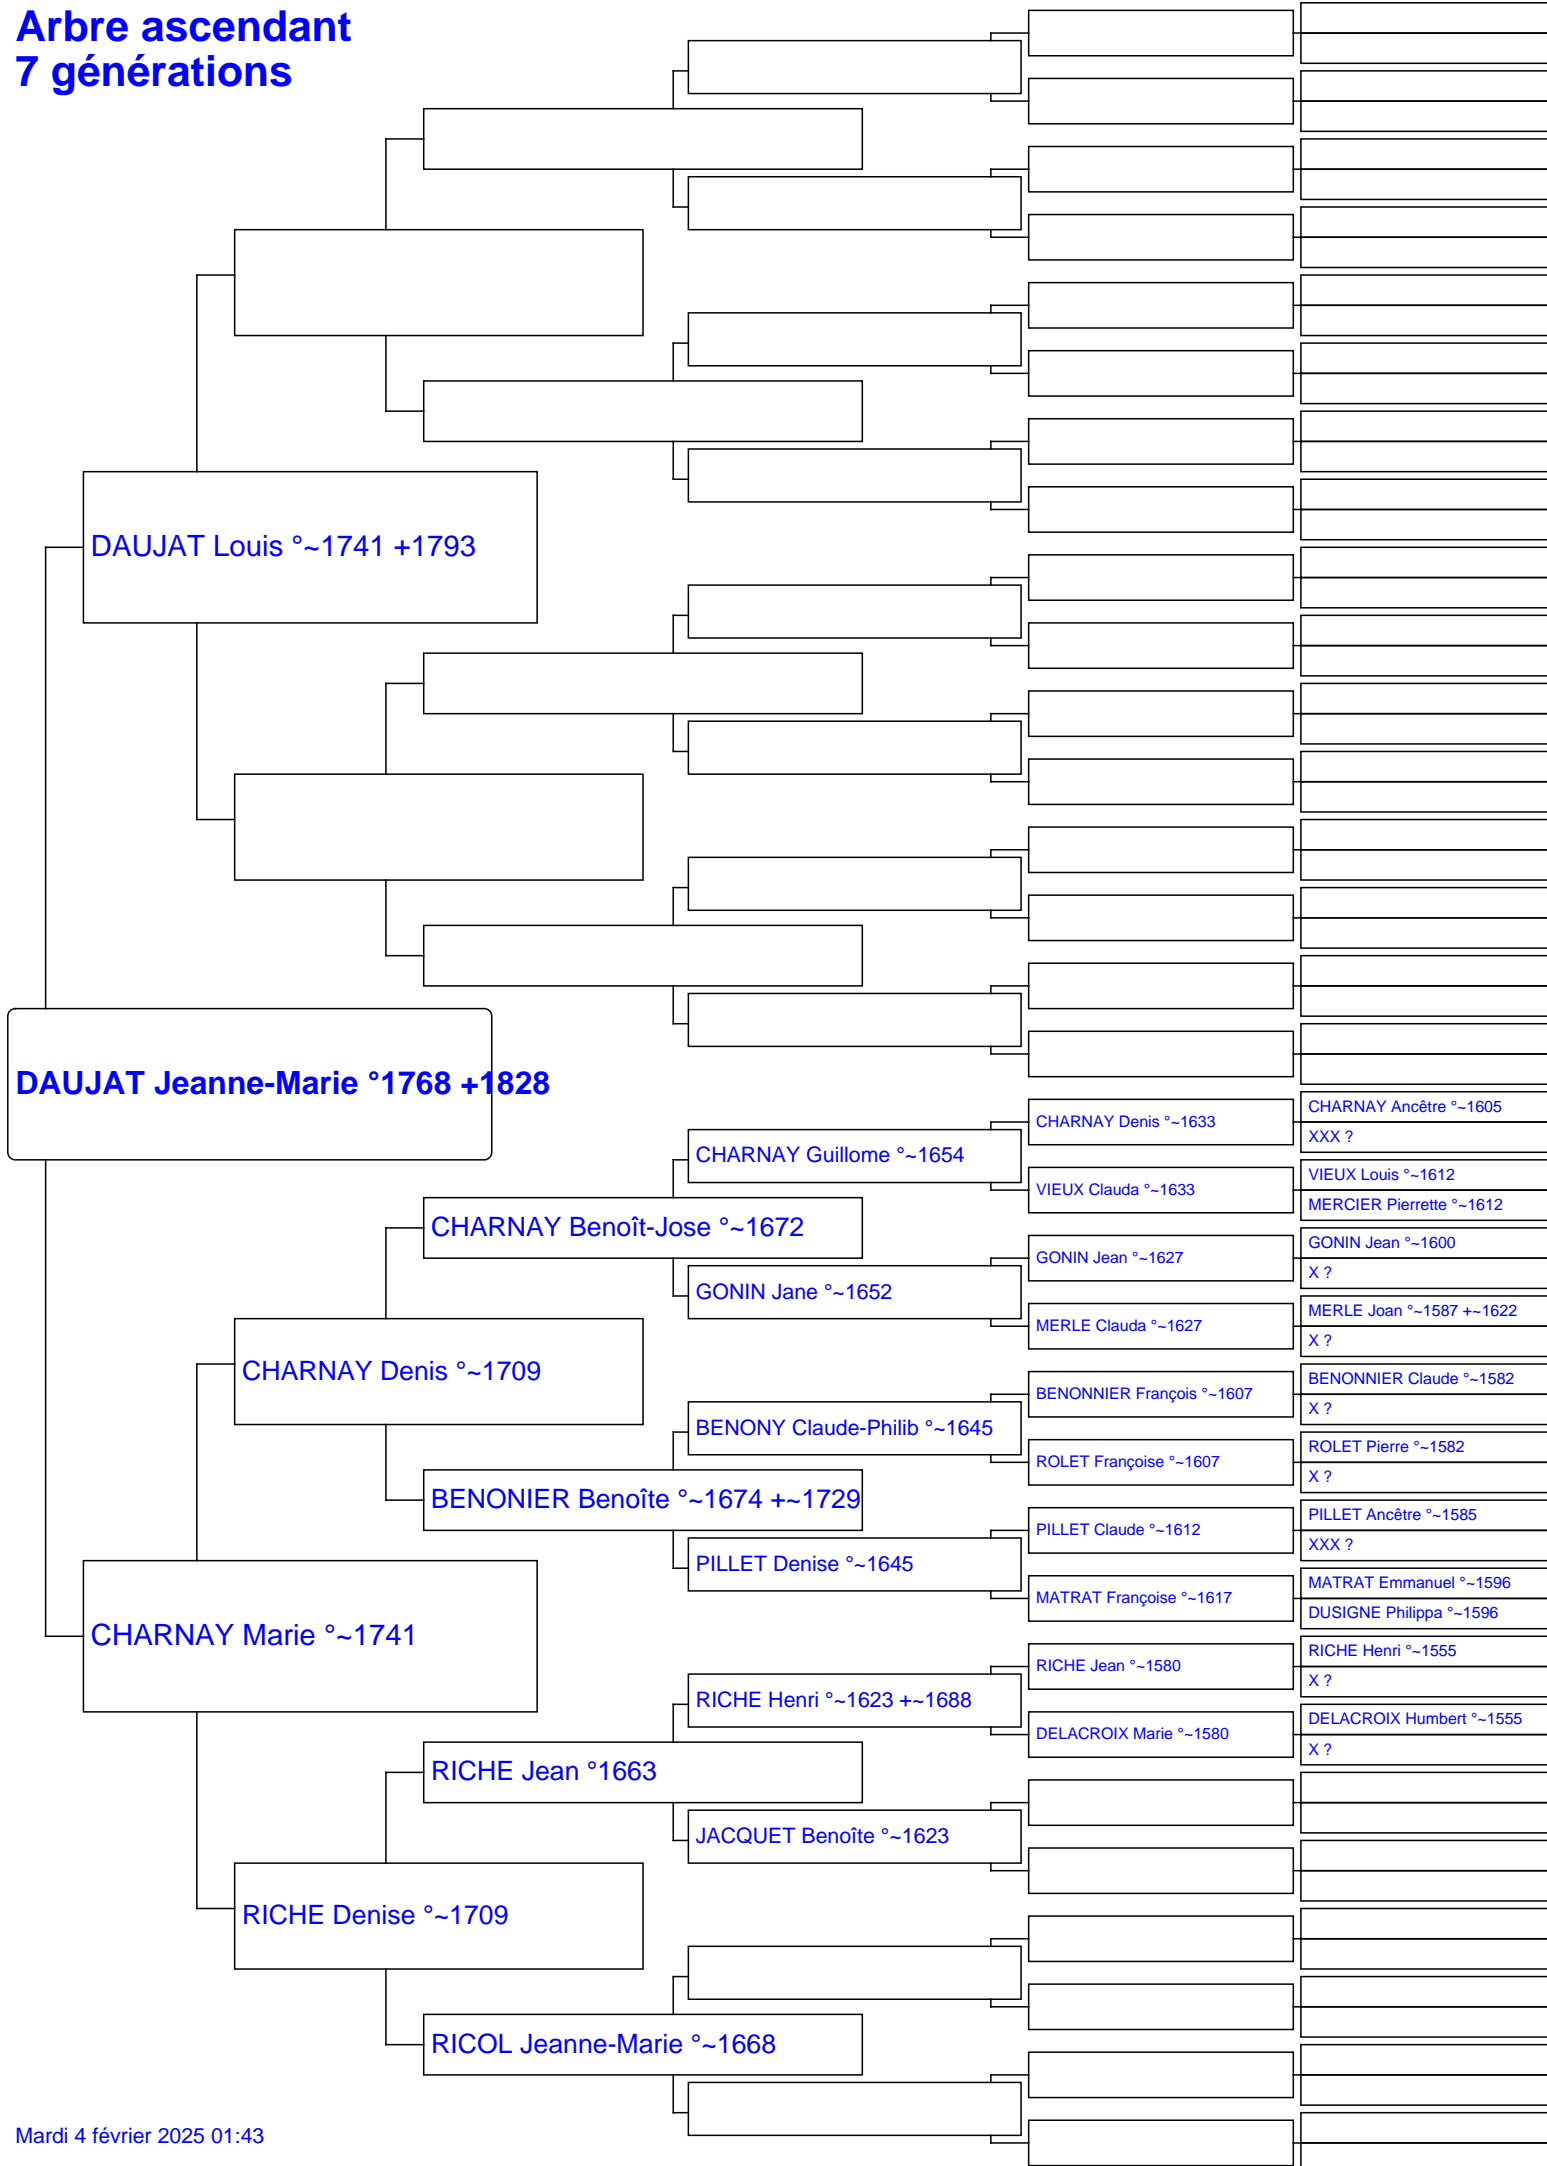 Arbre ascendant
7 générations
DAUJAT Louis °~1741 +1793
DAUJAT Jeanne-Marie °1768 +1828
CHARNAY Denis °~1633
CHARNAY Ancêtre °~1605
XXX ?
CHARNAY Guillome °~1654
VIEUX Clauda °~1633
VIEUX Louis °~1612
MERCIER Pierrette °~1612
CHARNAY Benoît-Jose °~1672
GONIN Jean °~1627
GONIN Jean °~1600
X ?
GONIN Jane °~1652
MERLE Clauda °~1627
MERLE Joan °~1587 +~1622
X ?
CHARNAY Denis °~1709
BENONNIER François °~1607
BENONNIER Claude °~1582
X ?
BENONY Claude-Philib °~1645
ROLET Françoise °~1607
ROLET Pierre °~1582
X ?
BENONIER Benoîte °~1674 +~1729
PILLET Claude °~1612
PILLET Ancêtre °~1585
XXX ?
PILLET Denise °~1645
MATRAT Françoise °~1617
MATRAT Emmanuel °~1596
DUSIGNE Philippa °~1596
CHARNAY Marie °~1741
RICHE Jean °~1580
RICHE Henri °~1555
X ?
RICHE Henri °~1623 +~1688
DELACROIX Marie °~1580
DELACROIX Humbert °~1555
X ?
RICHE Jean °1663
JACQUET Benoîte °~1623
RICHE Denise °~1709
RICOL Jeanne-Marie °~1668
Mardi 4 février 2025 01:43